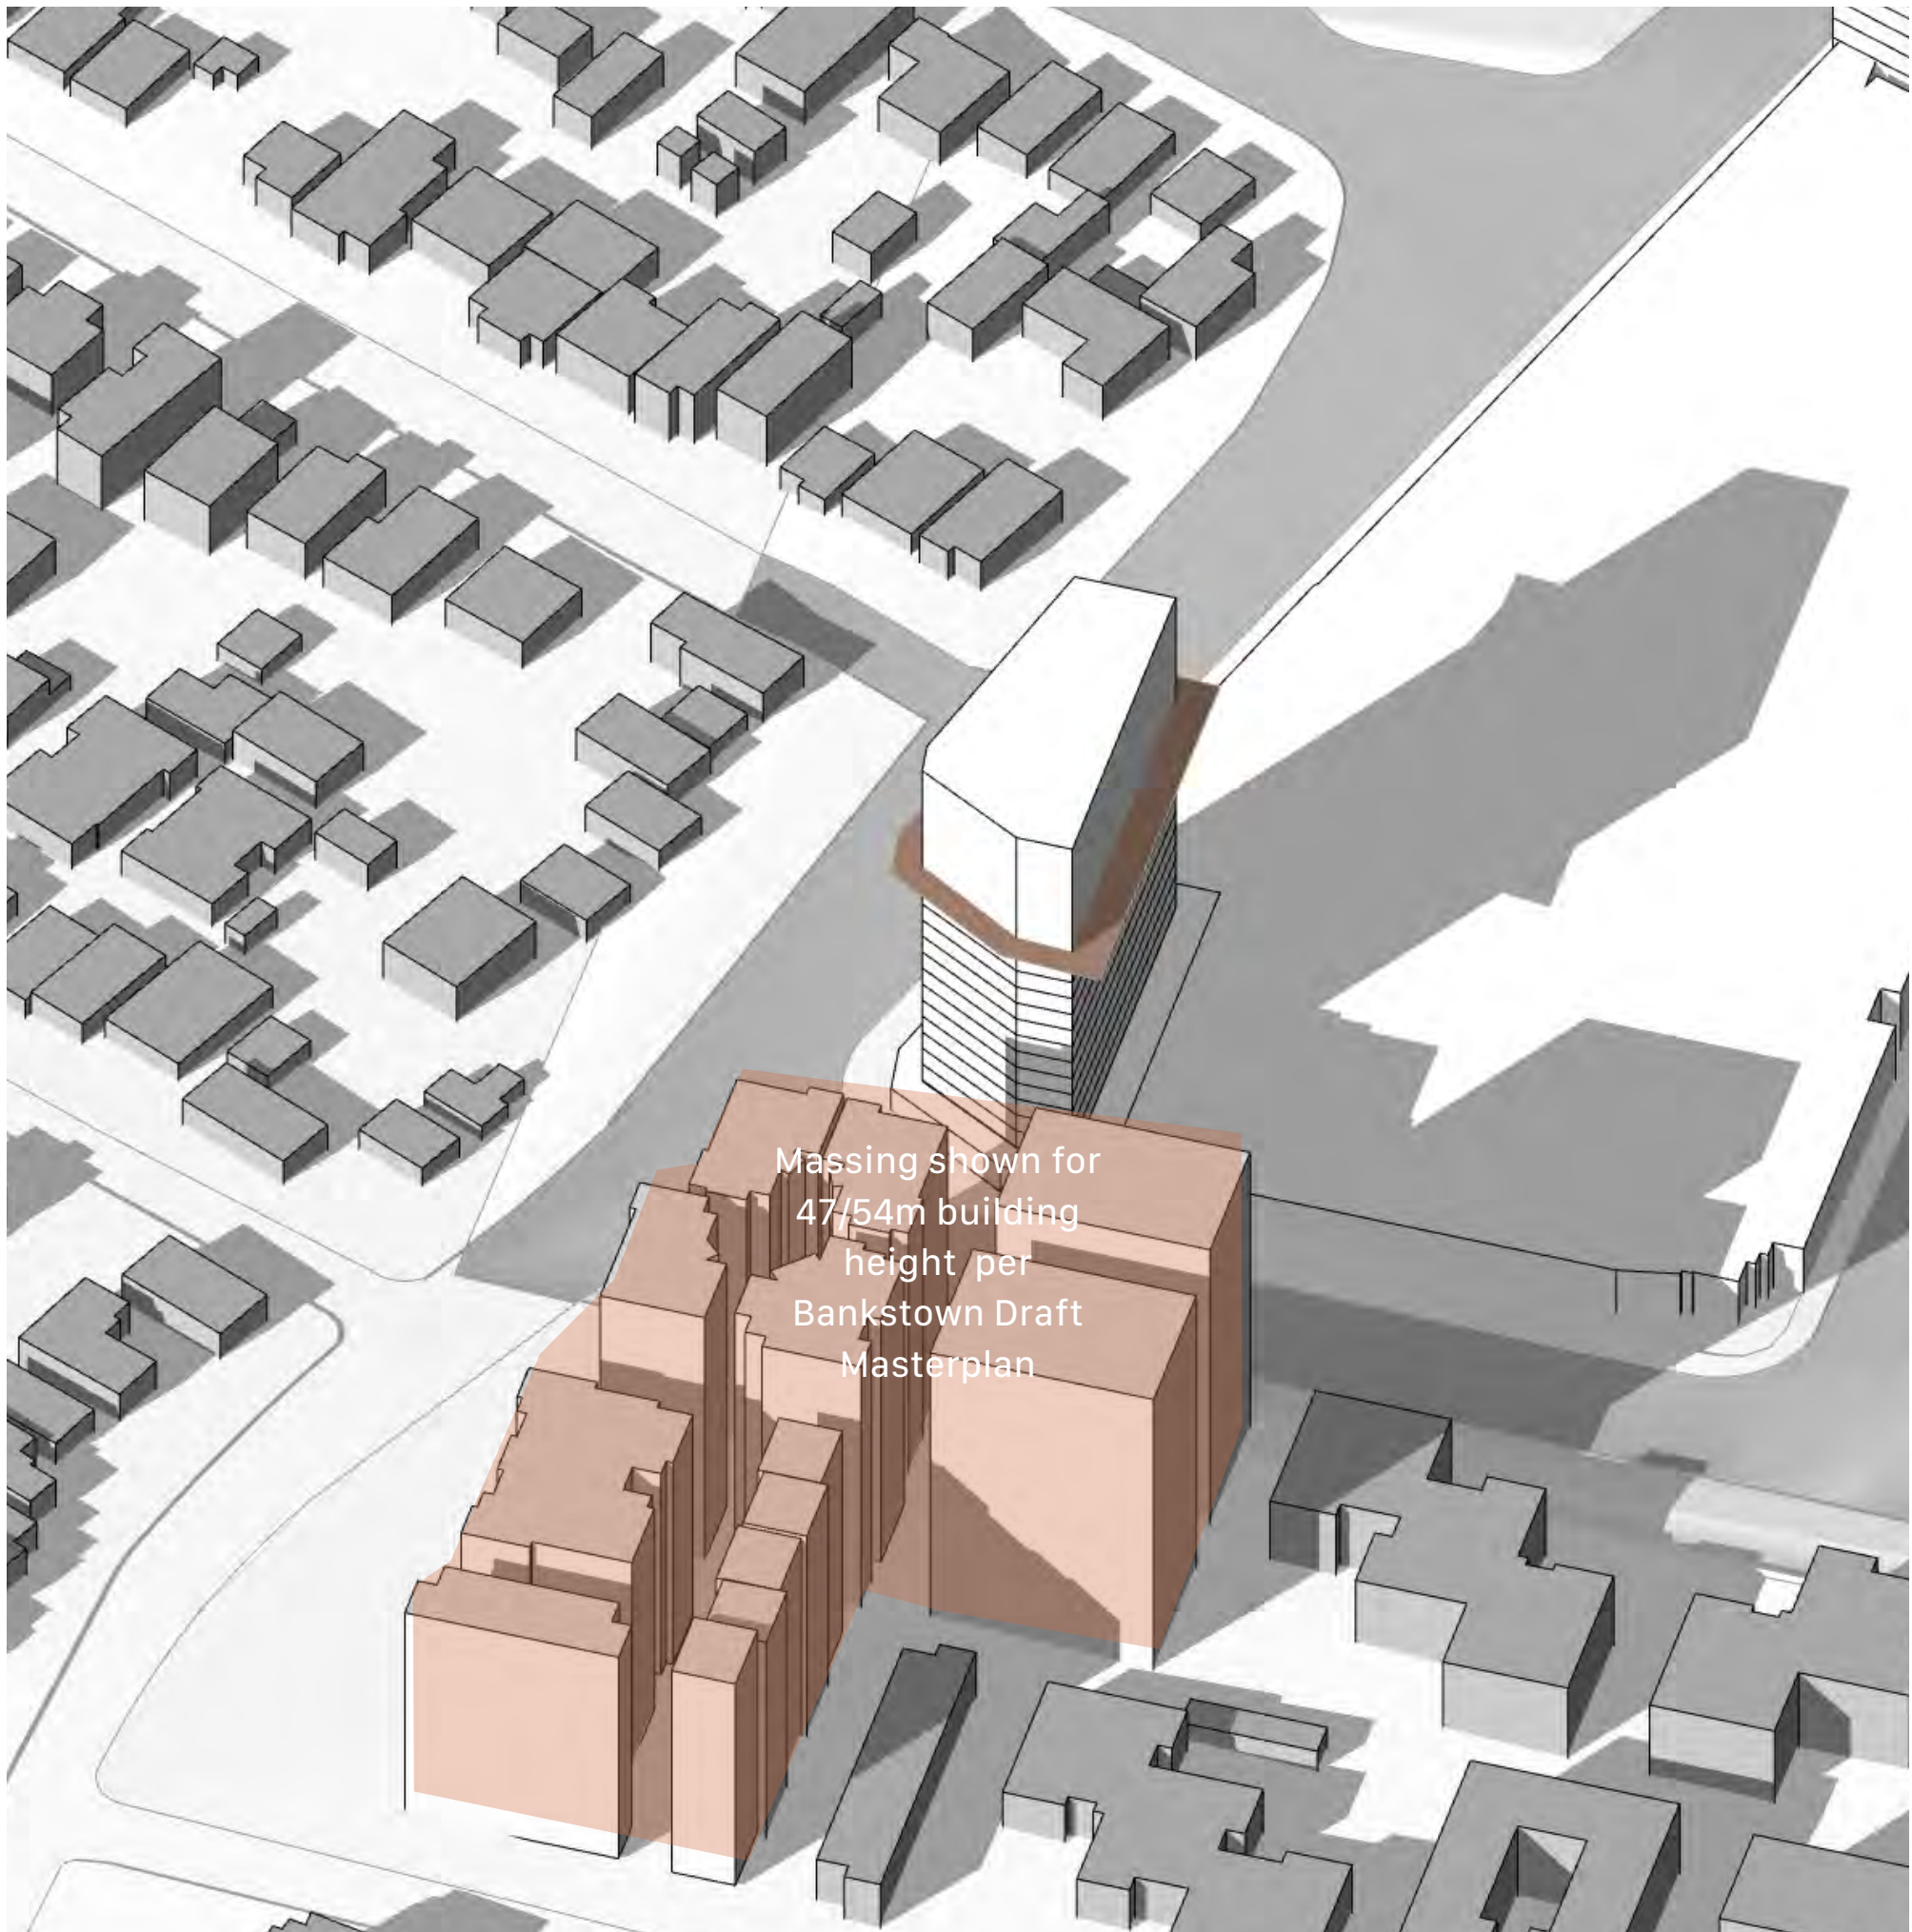 Massing shown for
47/54m building
height per
Bankstown Draft
Masterplan